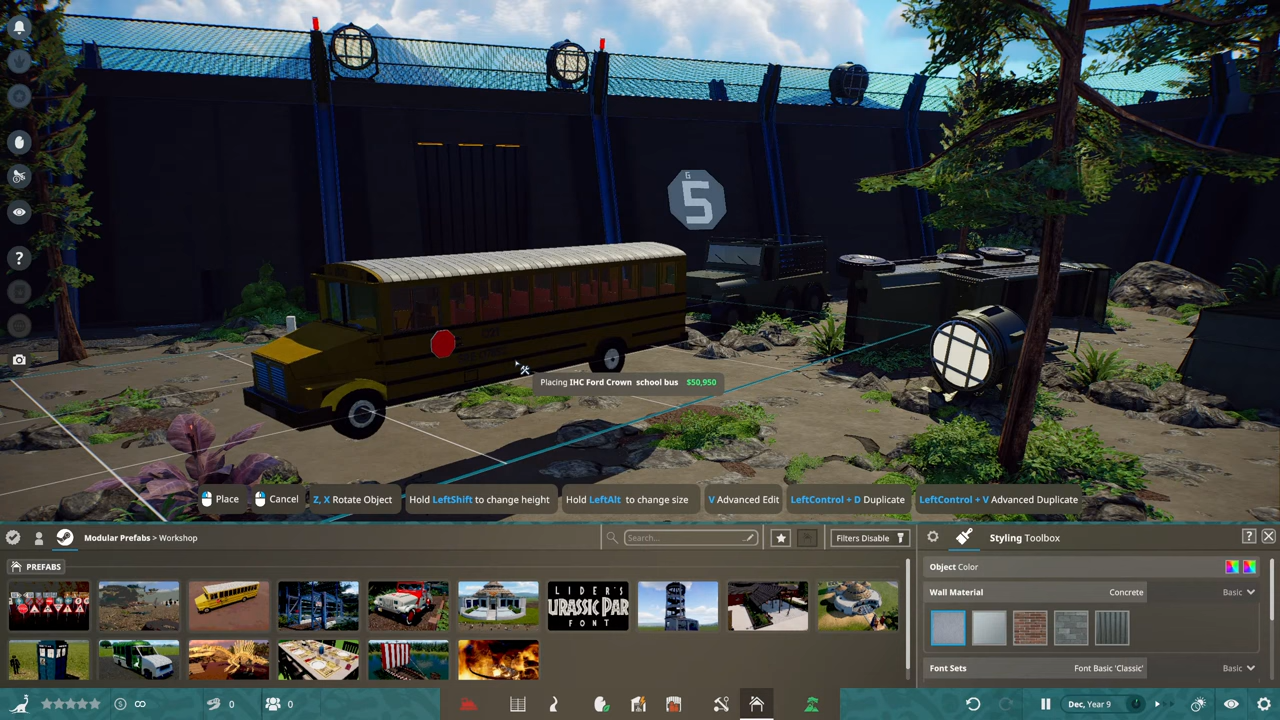 G
5
Placing IHC Ford Crown school bus $50,950
Place
Cancel
Z, X Rotate Object
Hold LeftShift to change height
Hold LeftAlt to change size
V Advanced Edit
LeftControl + D Duplicate
LeftControl + V Advanced Duplicate
Modular Prefabs > Workshop
Search...
Filters Disable
Styling Toolbox
?
PREFABS
Object Color
Wall Material
Concrete
Basic
LIDER'S
URASSIC PAR
FONT
Font Sets
Font Basic 'Classic'
Basic
∞
0
0
Dec, Year 9
?